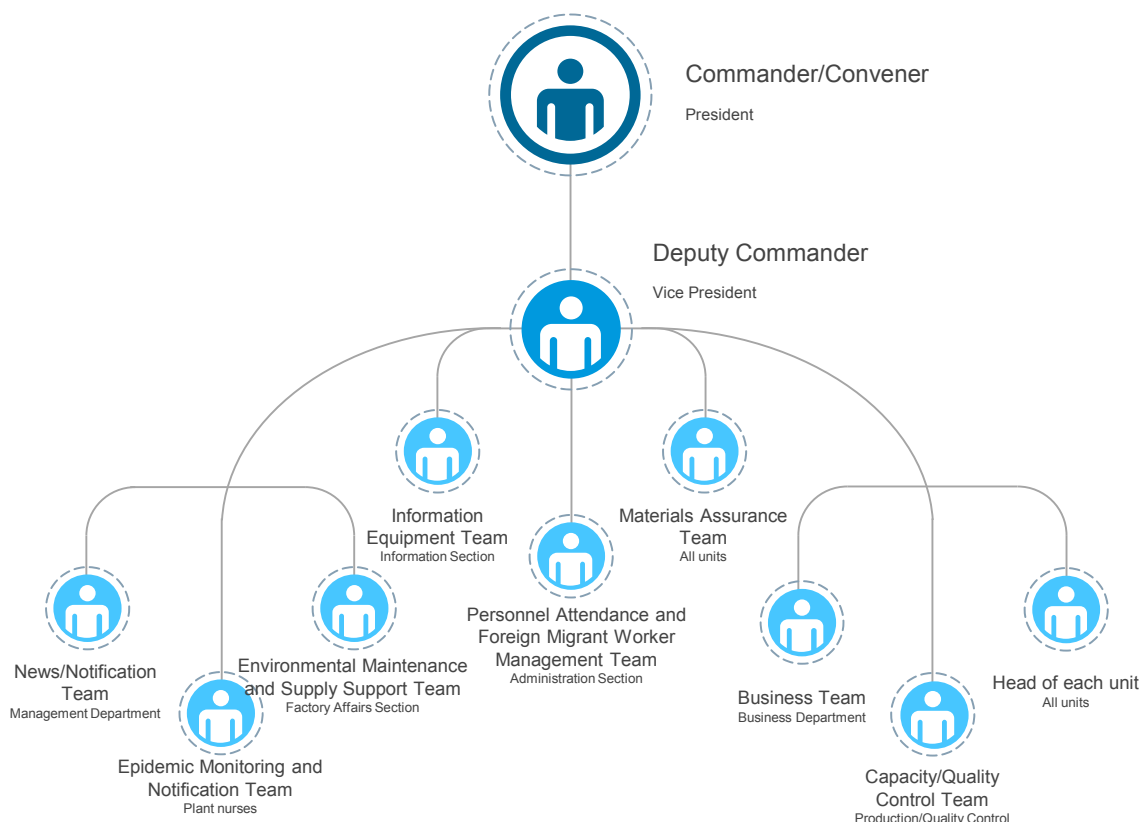 Commander/Convener
President
Deputy Commander
Vice President
Information
Equipment Team
Information Section
Materials Assurance
Team
All units
Personnel Attendance and
Foreign Migrant Worker
Management Team
Administration Section
News/Notification
Team
Management Department
Environmental Maintenance
and Supply Support Team
Factory Affairs Section
Epidemic Monitoring and
Notification Team
Plant nurses
Business Team
Business Department
Head of each unit
All units
Capacity/Quality
Control Team
Production/Quality Control